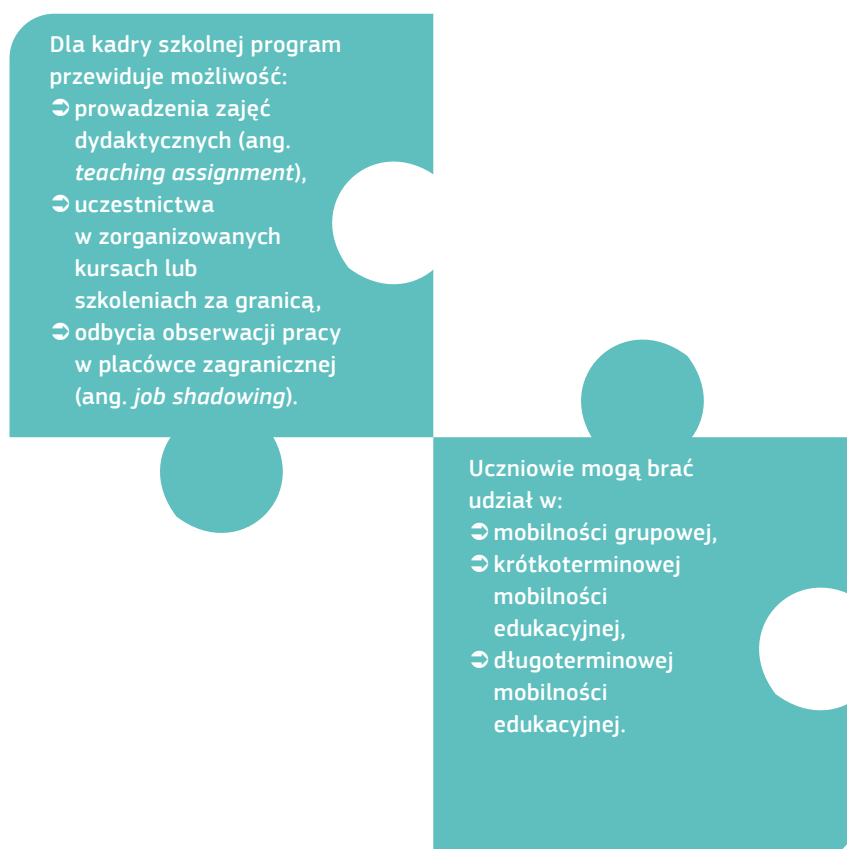 Dla kadry szkolnej program
przewiduje możliwość:
➲ prowadzenia zajęć
dydaktycznych (ang.
teaching assignment),
➲ uczestnictwa
w zorganizowanych
kursach lub
szkoleniach za granicą,
➲ odbycia obserwacji pracy
w placówce zagranicznej
(ang. job shadowing).
Uczniowie mogą brać
udział w:
➲ mobilności grupowej,
➲ krótkoterminowej
mobilności
edukacyjnej,
➲ długoterminowej
mobilności
edukacyjnej.